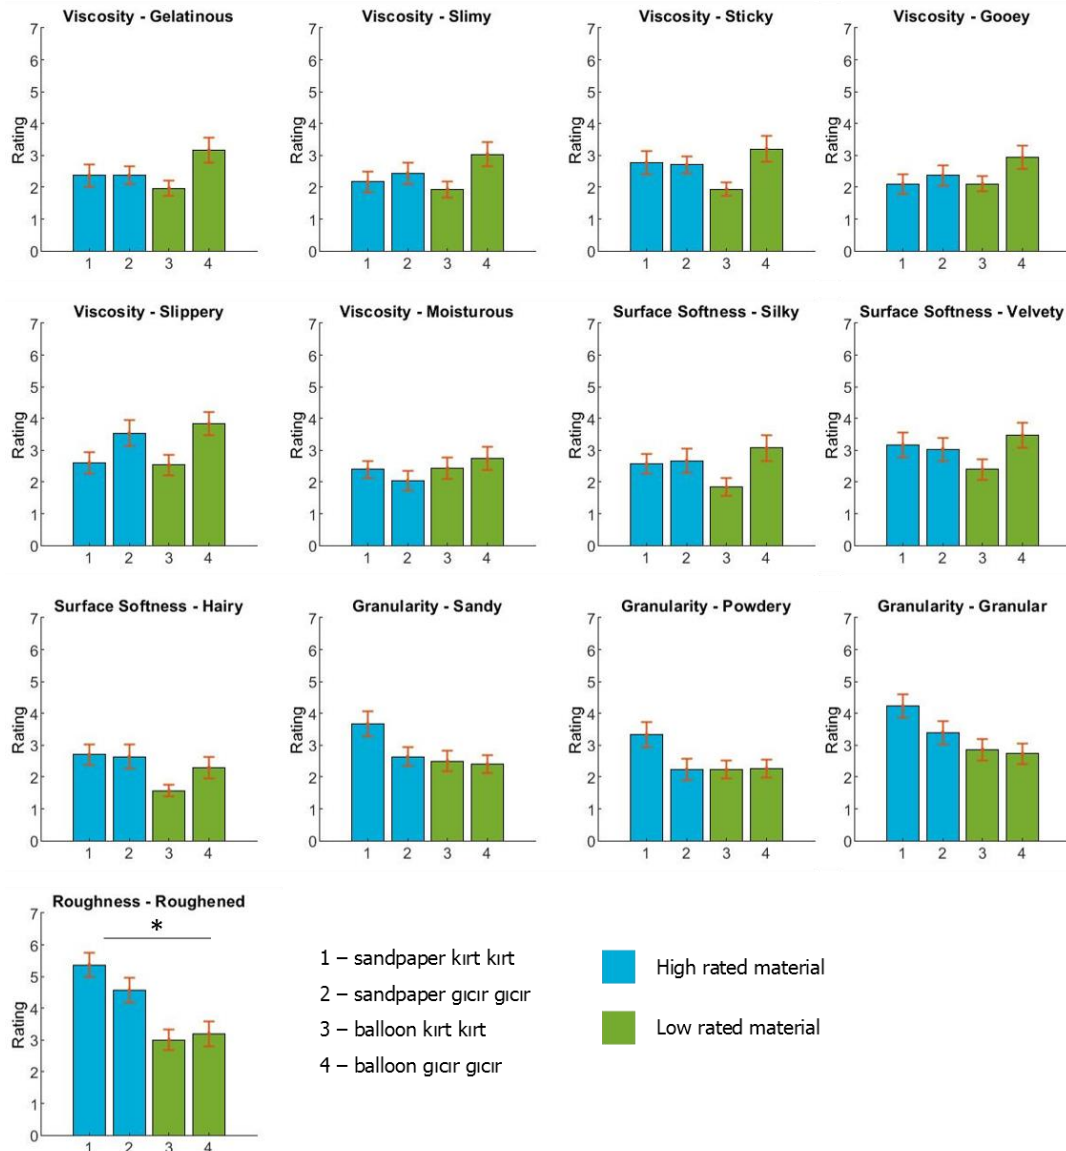 Viscosity - Gelatinous
Viscosity - Slimy
Viscosity - Sticky
Viscosity - Gooey
7
6
5
4
3
2
1
0
Rating
1 2 3 4
7
6
5
4
3
2
1
0
Rating
1 2 3 4
7
6
5
4
3
2
1
0
Rating
1 2 3 4
7
6
5
4
3
2
1
0
Rating
1 2 3 4
Viscosity - Slippery
Viscosity - Moisturous
Surface Softness - Silky
Surface Softness - Velvety
7
6
5
4
3
2
1
0
Rating
1 2 3 4
7
6
5
4
3
2
1
0
Rating
1 2 3 4
7
6
5
4
3
2
1
0
Rating
1 2 3 4
7
6
5
4
3
2
1
0
Rating
1 2 3 4
Surface Softness - Hairy
Granularity - Sandy
Granularity - Powdery
Granularity - Granular
7
6
5
4
3
2
1
0
Rating
1 2 3 4
7
6
5
4
3
2
1
0
Rating
1 2 3 4
7
6
5
4
3
2
1
0
Rating
1 2 3 4
7
6
5
4
3
2
1
0
Rating
1 2 3 4
Roughness - Roughened
*
7
6
5
4
3
2
1
0
Rating
1 2 3 4
1 – sandpaper kırt kırt
2 – sandpaper gıcır gıcır
3 – balloon kırt kırt
4 – balloon gıcır gıcır
High rated material
Low rated material